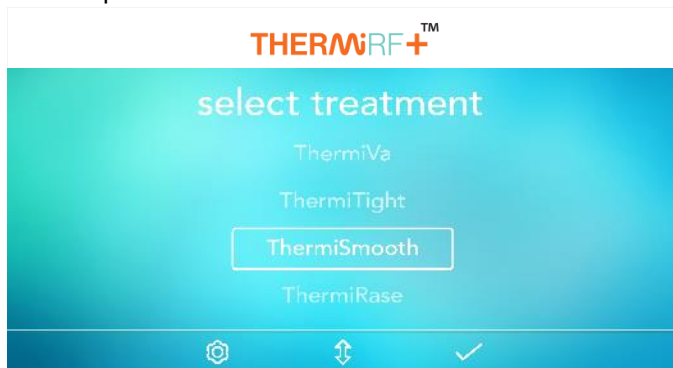 THERMiRF+™
select treatment
ThermiVa
ThermiTight
ThermiSmooth
ThermiRase